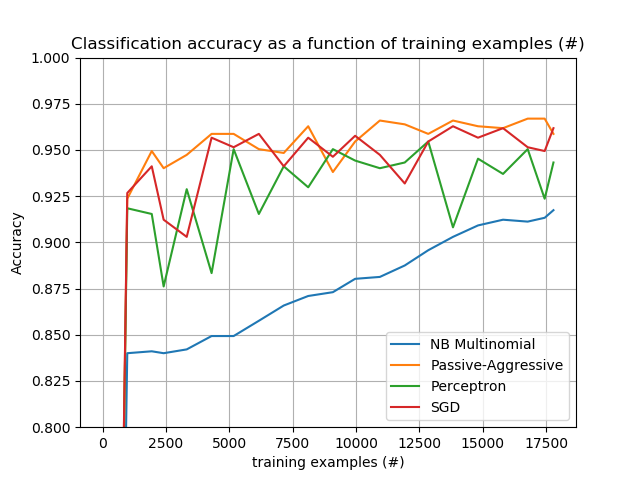 Classification accuracy as a function of training examples (#)
1.000
0.975
0.950
0.925
0.900
0.875
0.850
0.825
0.800
Accuracy
NB Multinomial
Passive-Aggressive
Perceptron
SGD
0 2500 5000 7500 10000 12500 15000 17500
training examples (#)